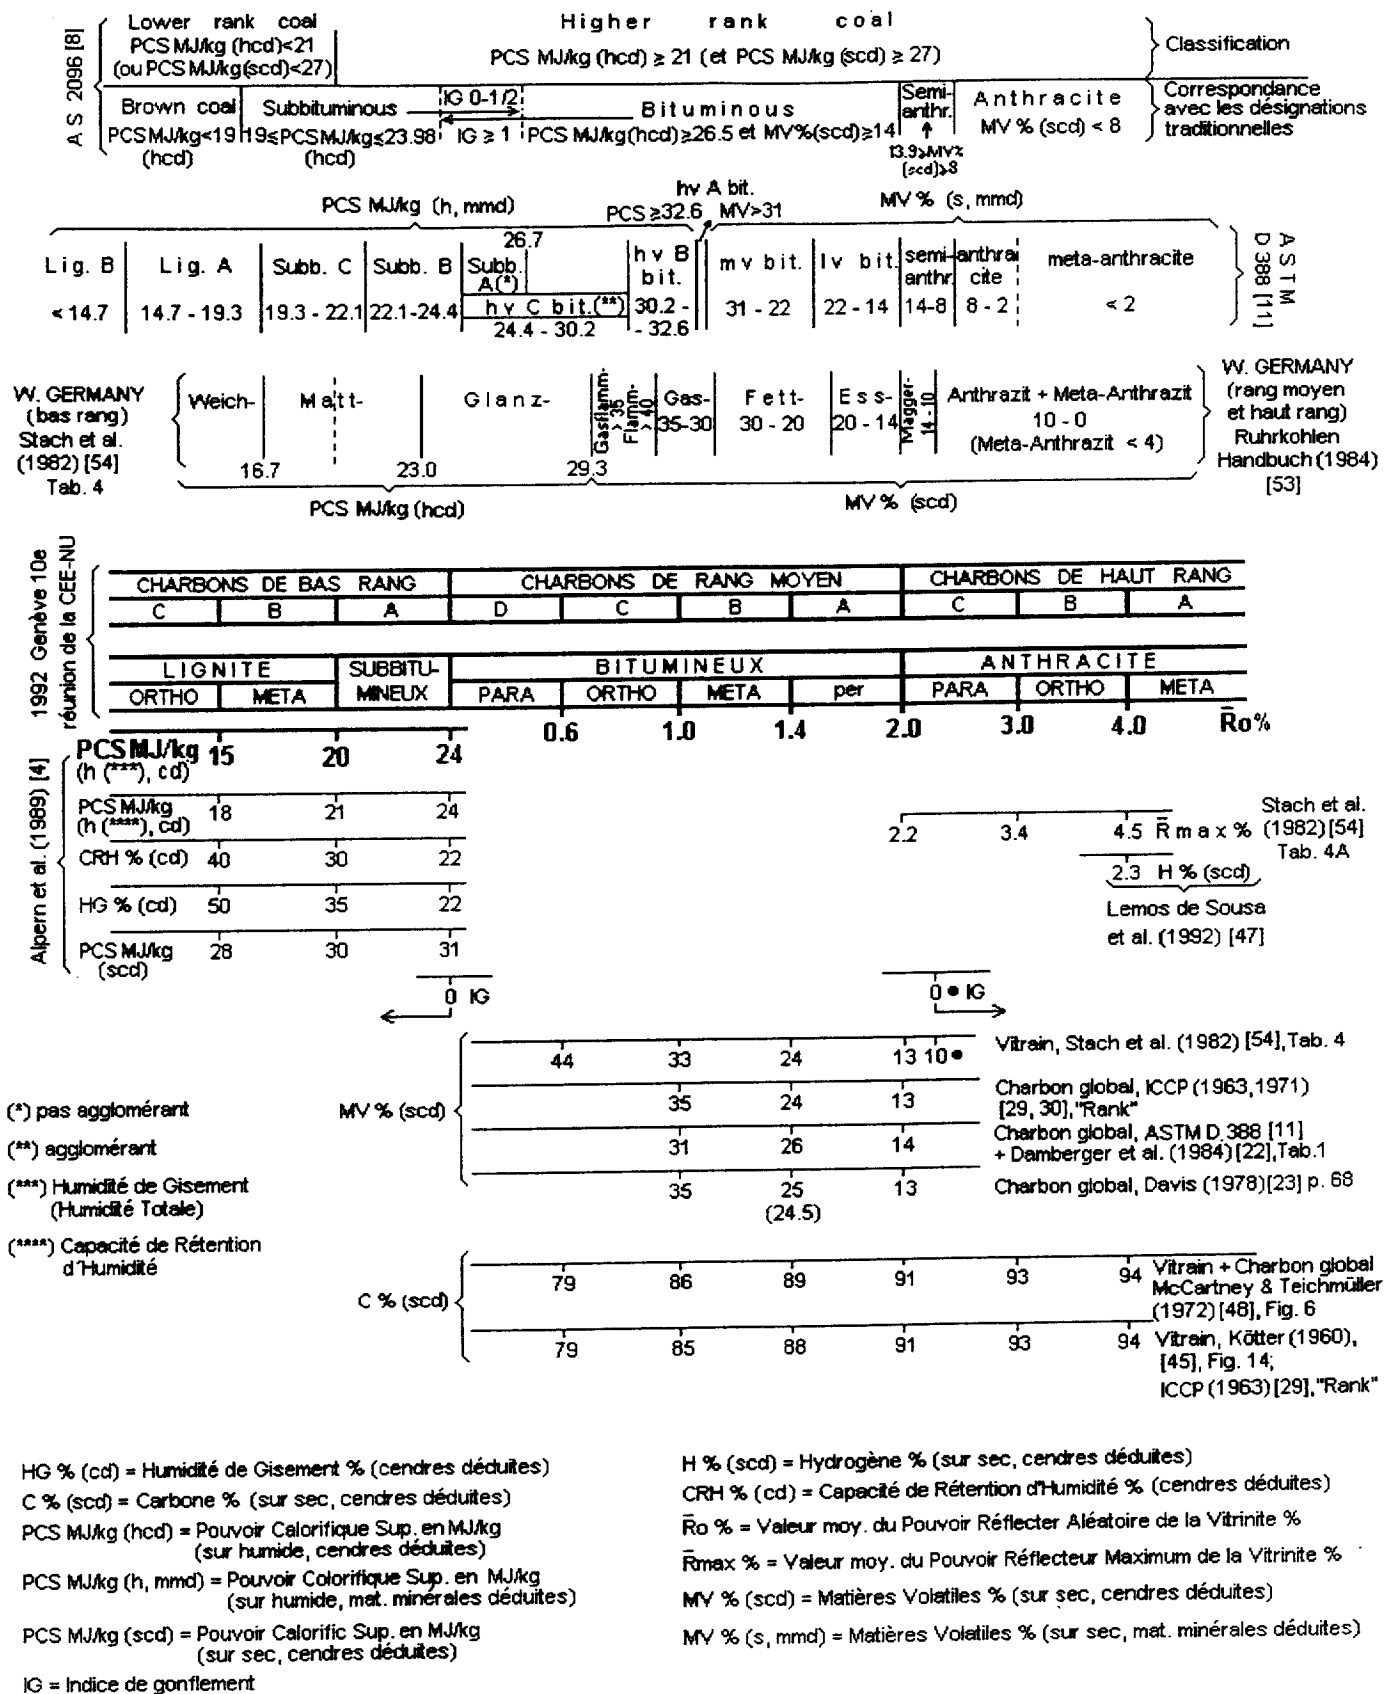 A S 2096 [8]
Lower rank coal
PCS MJ/kg (hcd)<21
(ou PCS MJ/kg(scd)<27)
Higher rank coal
PCS MJ/kg (hcd) ≥ 21 (et PCS MJ/kg (scd) ≥ 27)
Classification
Brown coal
PCS MJ/kg<19
(hcd)
Subbituminous
19≤PCS MJ/kg≤23.98
(hcd)
IG 0-1/2
IG ≥ 1
Bituminous
PCS MJ/kg(hcd)≥26.5 et MV%(scd)≥14
Semi-
anthr.
13.9≥MV%
(scd)≥8
Anthracite
MV % (scd) < 8
Correspondance
avec les désignations
traditionnelles
PCS MJ/kg (h, mmd)
hv A bit.
PCS ≥32.6 MV>31
MV % (s, mmd)
Lig. B
< 14.7
Lig. A
14.7 - 19.3
Subb. C
19.3 - 22.1
Subb. B
22.1-24.4
26.7
Subb.
A(*)
hv C bit.(**)
24.4 - 30.2
hv B
bit.
30.2 -
- 32.6
mv bit.
31 - 22
lv bit.
22 - 14
semi-
anthr.
14-8
anthra
cite
8 - 2
meta-anthracite
< 2
A S T M
D 388 [11]
W. GERMANY
(bas rang)
Stach et al.
(1982) [54]
Tab. 4
Weich-
Matt-
Glanz-
16.7
23.0
29.3
PCS MJ/kg (hcd)
Gasflamm-
> 35
Flamm-
> 40
Gas-
35-30
Fett-
30 - 20
Ess-
20 - 14
Magger-
14 - 10
Anthrazit + Meta-Anthrazit
10 - 0
(Meta-Anthrazit < 4)
MV % (scd)
W. GERMANY
(rang moyen
et haut rang)
Ruhrkohlen
Handbuch (1984)
[53]
1992 Genève 10e
réunion de la CEE-NU
CHARBONS DE BAS RANG
CHARBONS DE RANG MOYEN
CHARBONS DE HAUT RANG
C B A D C B A C B A
LIGNITE
SUBBITU-
MINEUX
BITUMINEUX
ANTHRACITE
ORTHO META PARA ORTHO META per PARA ORTHO META
0.6 1.0 1.4 2.0 3.0 4.0 R̄o%
Alpern et al. (1989) [4]
PCS MJ/kg 15 20 24
(h (***), cd)
PCS MJ/kg 18 21 24
(h (****), cd)
CRH % (cd) 40 30 22
HG % (cd) 50 35 22
PCS MJ/kg 28 30 31
(scd)
2.2 3.4 4.5 R̄ m a x %
Stach et al.
(1982)[54]
Tab. 4A
2.3 H % (scd)
Lemos de Sousa
et al. (1992) [47]
0 IG
0 • IG
MV % (scd)
44 33 24 13 10• Vitrain, Stach et al. (1982) [54],Tab. 4
35 24 13 Charbon global, ICCP (1963,1971)
[29, 30],"Rank"
31 26 14 Charbon global, ASTM D.388 [11]
+ Damberger et al. (1984)[22],Tab.1
35 25 13 Charbon global, Davis (1978)[23] p. 68
(24.5)
(*) pas agglomérant
(**) agglomérant
(***) Humidité de Gisement
(Humidité Totale)
(****) Capacité de Rétention
d'Humidité
C % (scd)
79 86 89 91 93 94 Vitrain + Charbon global
McCartney & Teichmüller
(1972) [48], Fig. 6
79 85 88 91 93 94 Vitrain, Kötter (1960),
[45], Fig. 14;
ICCP (1963) [29], "Rank"
HG % (cd) = Humidité de Gisement % (cendres déduites)
C % (scd) = Carbone % (sur sec, cendres déduites)
PCS MJ/kg (hcd) = Pouvoir Calorifique Sup. en MJ/kg
(sur humide, cendres déduites)
PCS MJ/kg (h, mmd) = Pouvoir Colorifique Sup. en MJ/kg
(sur humide, mat. minérales déduites)
PCS MJ/kg (scd) = Pouvoir Calorific Sup. en MJ/kg
(sur sec, cendres déduites)
IG = Indice de gonflement
H % (scd) = Hydrogène % (sur sec, cendres déduites)
CRH % (cd) = Capacité de Rétention d'Humidité % (cendres déduites)
R̄o % = Valeur moy. du Pouvoir Réflecter Aléatoire de la Vitrinite %
R̄max % = Valeur moy. du Pouvoir Réflecteur Maximum de la Vitrinite %
MV % (scd) = Matières Volatiles % (sur sec, cendres déduites)
MV % (s, mmd) = Matières Volatiles % (sur sec, mat. minérales déduites)